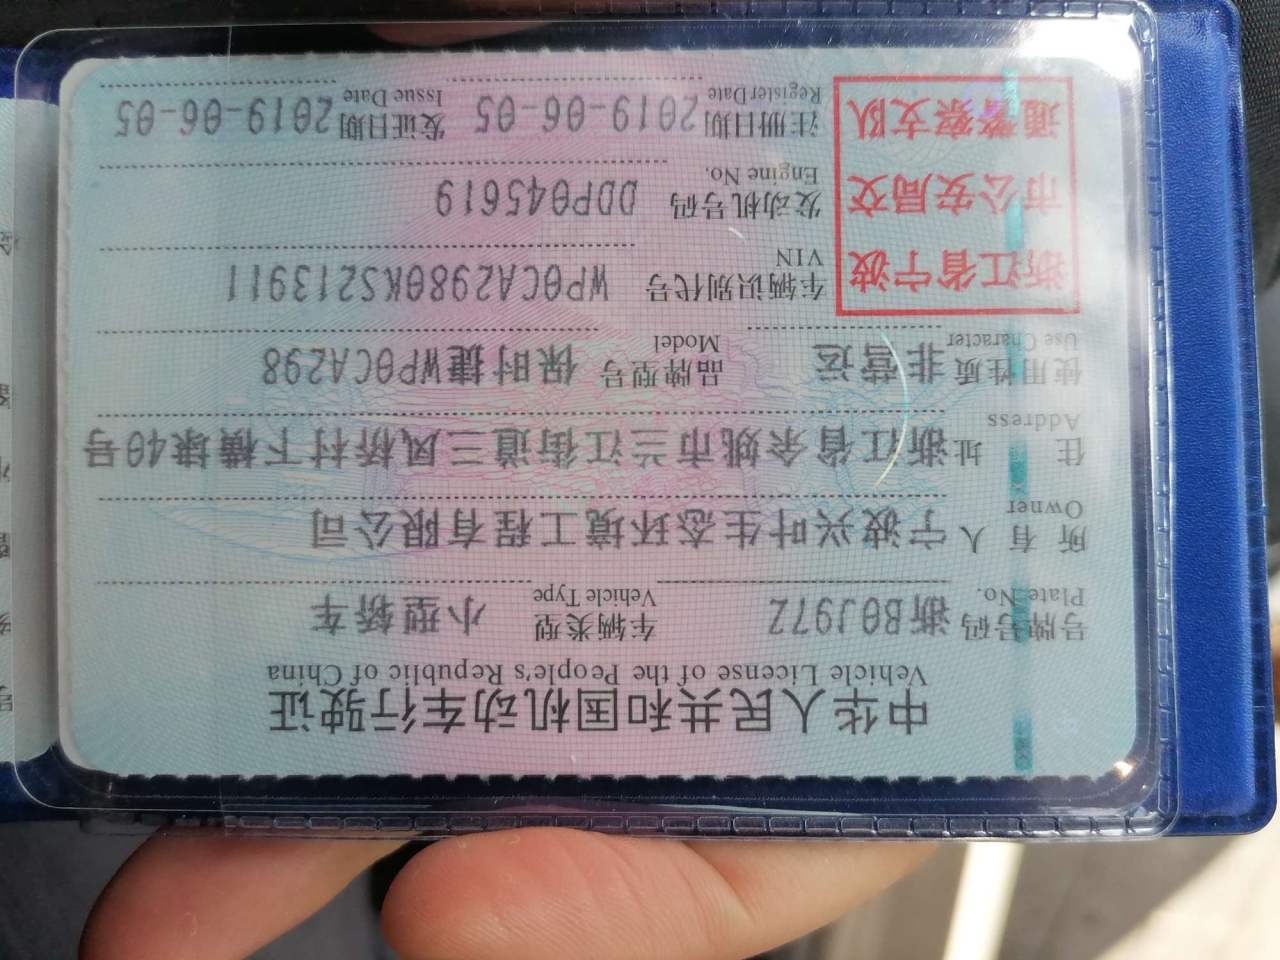 中华人民共和国机动车行驶证
Vehicle License of the People's Republic of China
号牌号码 浙B0J97Z 车辆类型 小型轿车
Plate No. Vehicle Type
所有人 宁波兴叶生态环境工程有限公司
Owner
住址 浙江省余姚市兰江街道三凤桥村下横埭40号
Address
使用性质 非营运 品牌型号 保时捷WP0CA298
Use Character Model
浙江省宁波
市公安局交
通警察支队
车辆识别代号 WP0CA2980KS213911
VIN
发动机号码 DDP045619
Engine No.
注册日期 2019-06-05 发证日期 2019-06-05
Register Date Issue Date